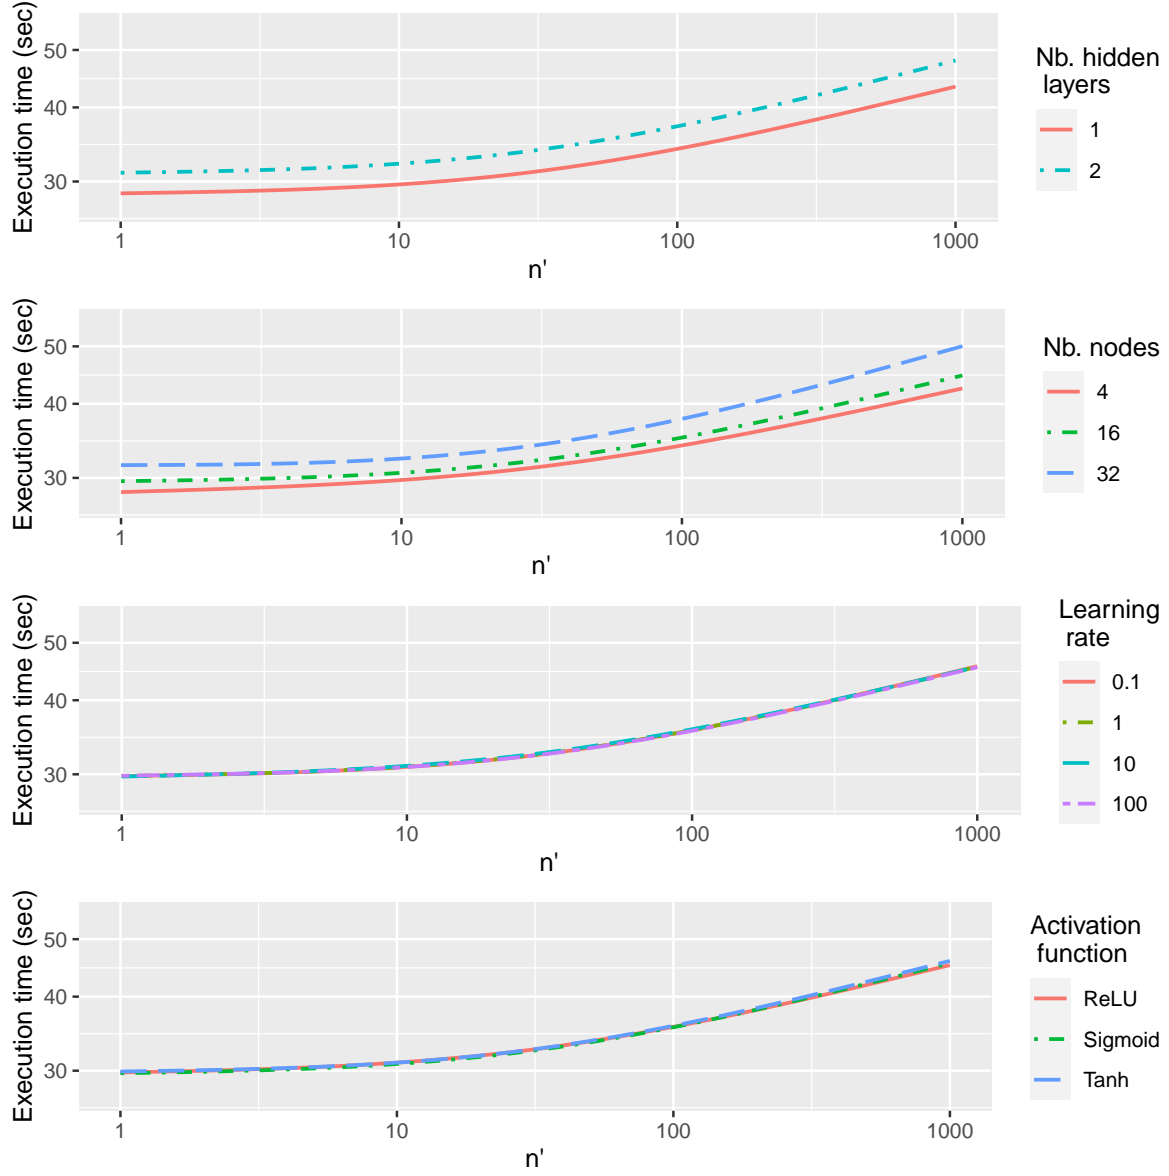 Execution time (sec)
50
40
30
1
10
100
1000
n'
Nb. hidden
layers
1
2
Execution time (sec)
50
40
30
1
10
100
1000
n'
Nb. nodes
4
16
32
Execution time (sec)
50
40
30
1
10
100
1000
n'
Learning
rate
0.1
1
10
100
Execution time (sec)
50
40
30
1
10
100
1000
n'
Activation
function
ReLU
Sigmoid
Tanh